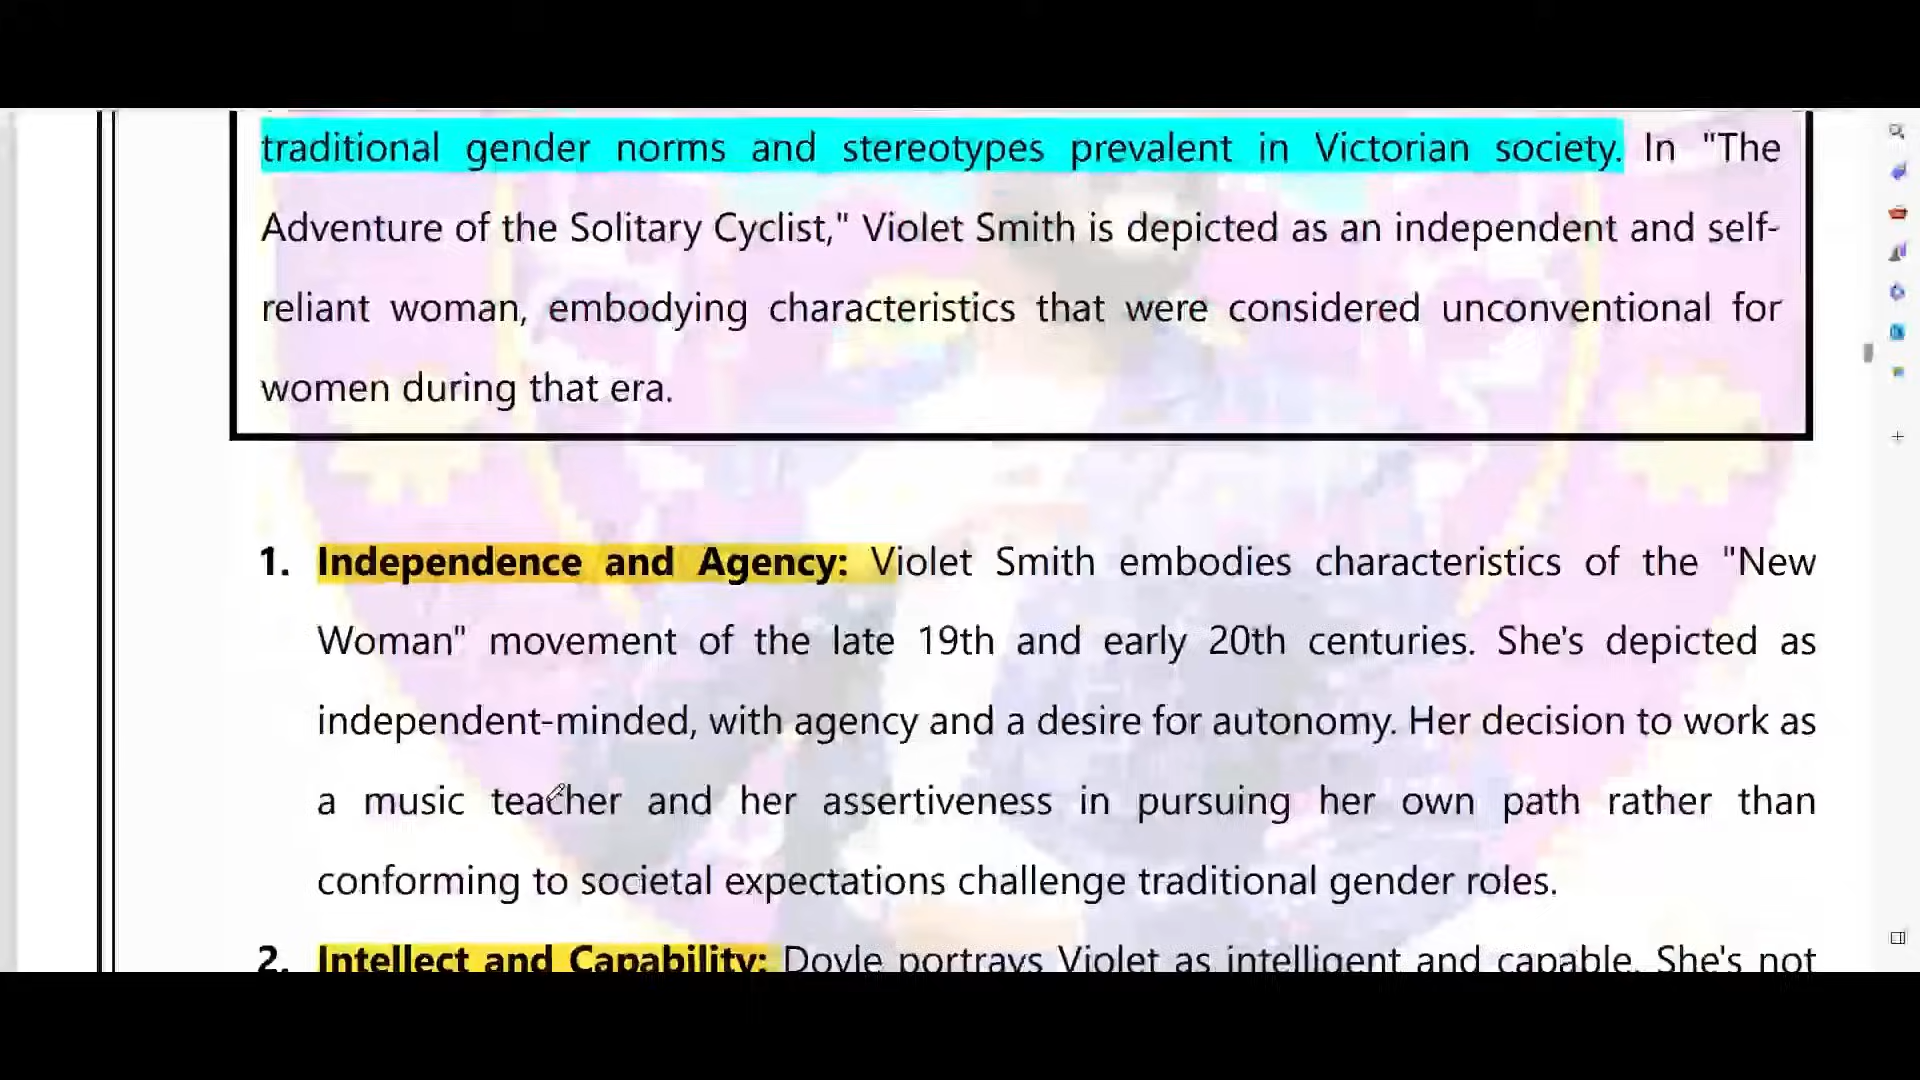 traditional gender norms and stereotypes prevalent in Victorian society. In "The
Adventure of the Solitary Cyclist," Violet Smith is depicted as an independent and self-
reliant woman, embodying characteristics that were considered unconventional for
women during that era.
1. Independence and Agency: Violet Smith embodies characteristics of the "New
Woman" movement of the late 19th and early 20th centuries. She's depicted as
independent-minded, with agency and a desire for autonomy. Her decision to work as
a music teacher and her assertiveness in pursuing her own path rather than
conforming to societal expectations challenge traditional gender roles.
2. Intellect and Capability: Doyle portrays Violet as intelligent and capable. She's not